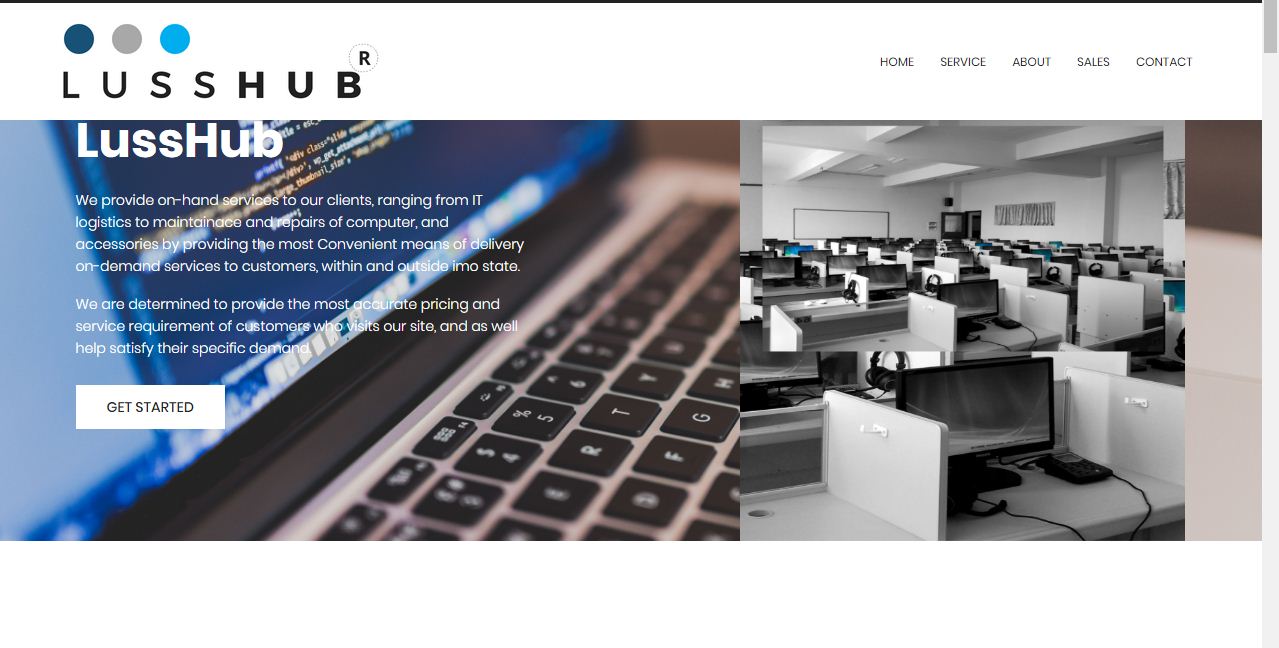 R
LUSSHUB
HOME SERVICE ABOUT SALES CONTACT
LussHub
We provide on-hand services to our clients, ranging from IT
logistics to maintainace and repairs of computer, and
accessories by providing the most Convenient means of delivery
on-demand services to customers, within and outside imo state.
We are determined to provide the most accurate pricing and
service requirement of customers who visits our site, and as well
help satisfy their specific demand.
GET STARTED